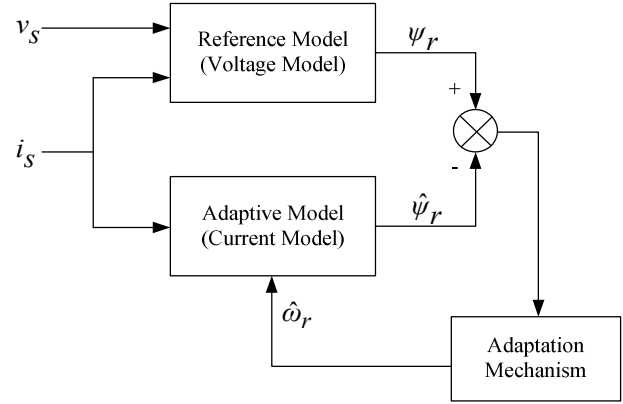 v_s
Reference Model
(Voltage Model)
ψ_r
+
i_s
-
Adaptive Model
(Current Model)
ψ̂_r
ω̂_r
Adaptation
Mechanism